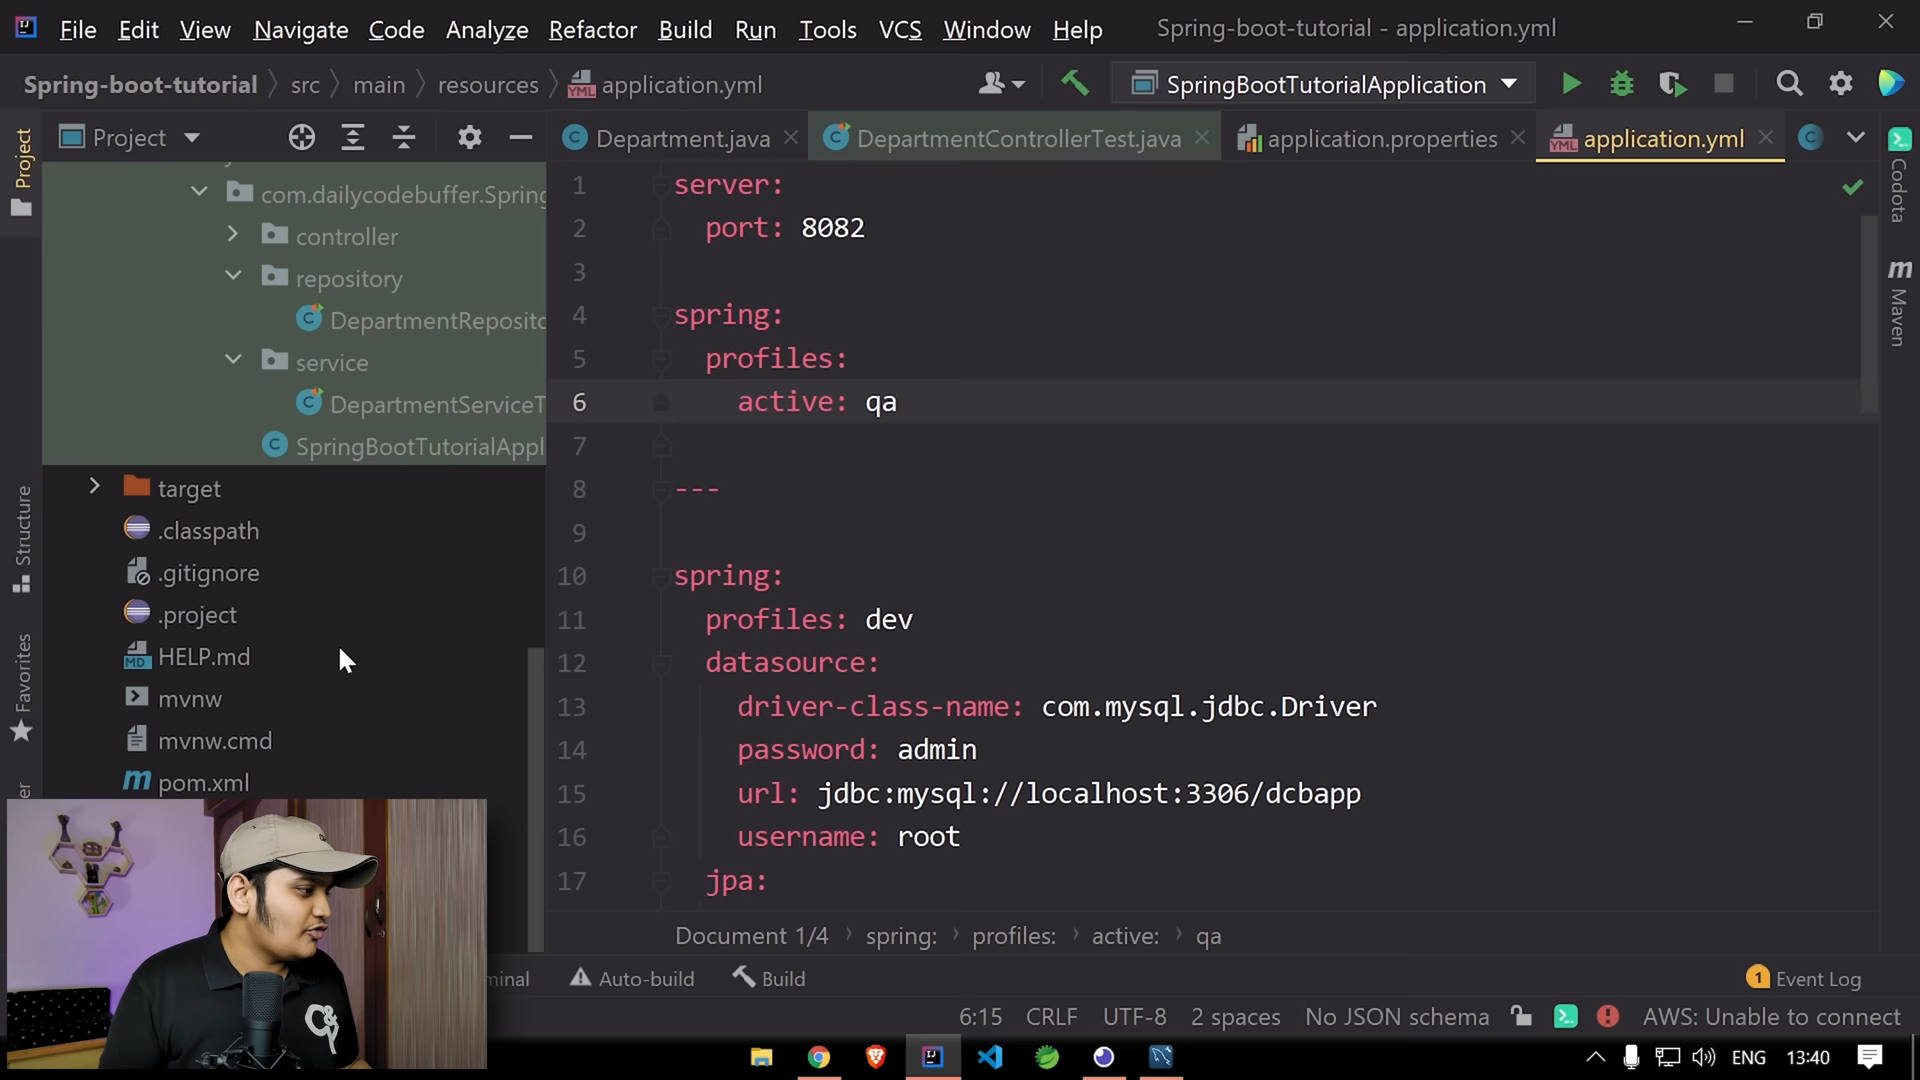 File Edit View Navigate Code Analyze Refactor Build Run Tools VCS Window Help Spring-boot-tutorial - application.yml
Spring-boot-tutorial src main resources application.yml SpringBootTutorialApplication
Project
Department.java DepartmentControllerTest.java application.properties application.yml
Project
Structure
Favorites
com.dailycodebuffer.Spring
controller
repository
DepartmentReposito
service
DepartmentServiceT
SpringBootTutorialAppl
target
.classpath
.gitignore
.project
HELP.md
mvnw
mvnw.cmd
pom.xml
1 server:
2 port: 8082
3
4 spring:
5 profiles:
6 active: qa
7
8 ---
9
10 spring:
11 profiles: dev
12 datasource:
13 driver-class-name: com.mysql.jdbc.Driver
14 password: admin
15 url: jdbc:mysql://localhost:3306/dcbapp
16 username: root
17 jpa:
Codota
Maven
Document 1/4 spring: profiles: active: qa
minal Auto-build Build 1 Event Log
6:15 CRLF UTF-8 2 spaces No JSON schema AWS: Unable to connect
ENG 13:40